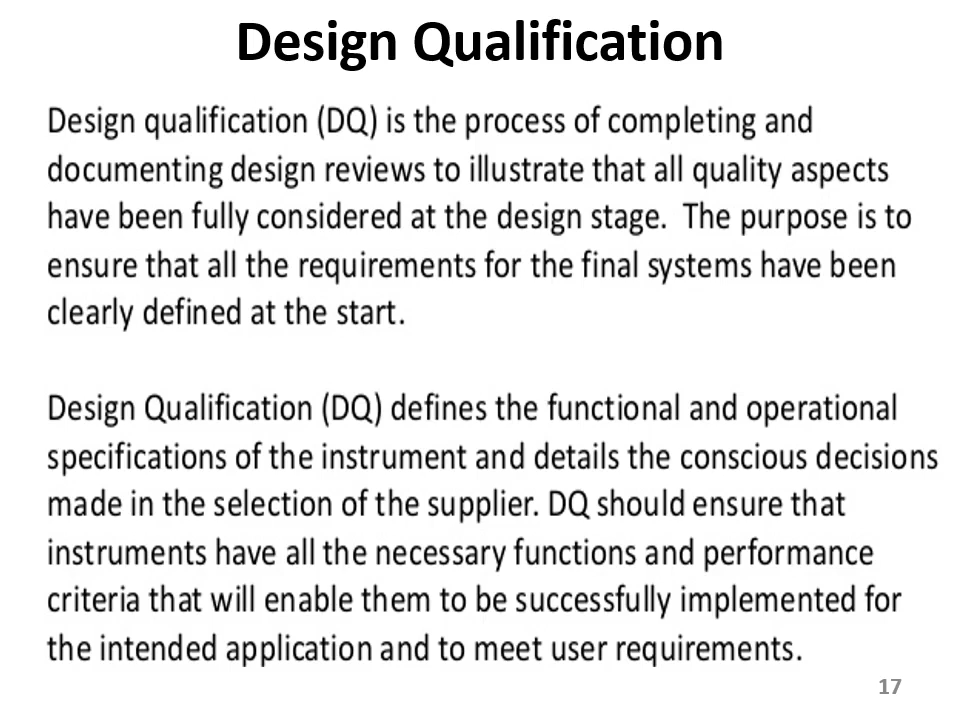 Design Qualification
Design qualification (DQ) is the process of completing and
documenting design reviews to illustrate that all quality aspects
have been fully considered at the design stage.  The purpose is to
ensure that all the requirements for the final systems have been
clearly defined at the start.
Design Qualification (DQ) defines the functional and operational
specifications of the instrument and details the conscious decisions
made in the selection of the supplier. DQ should ensure that
instruments have all the necessary functions and performance
criteria that will enable them to be successfully implemented for
the intended application and to meet user requirements.
17